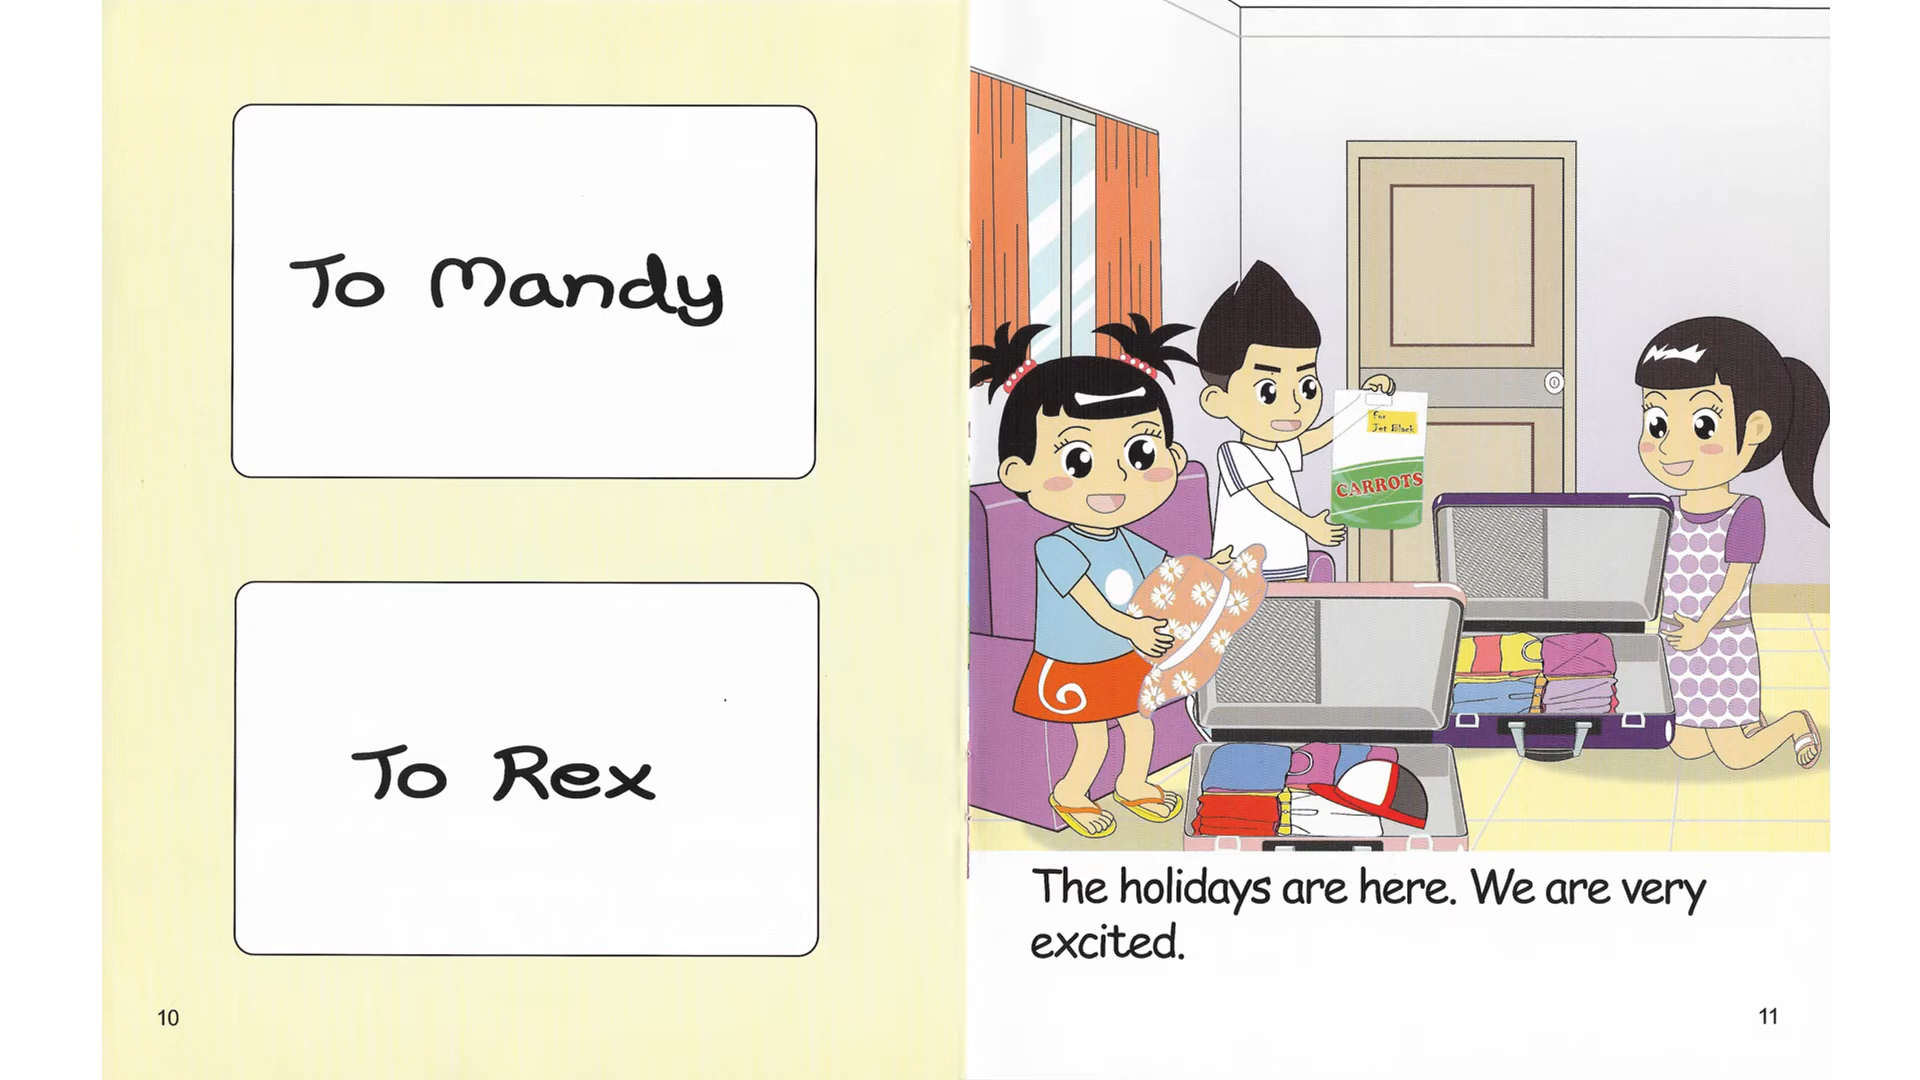 To Mandy
To Rex
10
For
Jet Black
CARROTS
The holidays are here. We are very
excited.
11